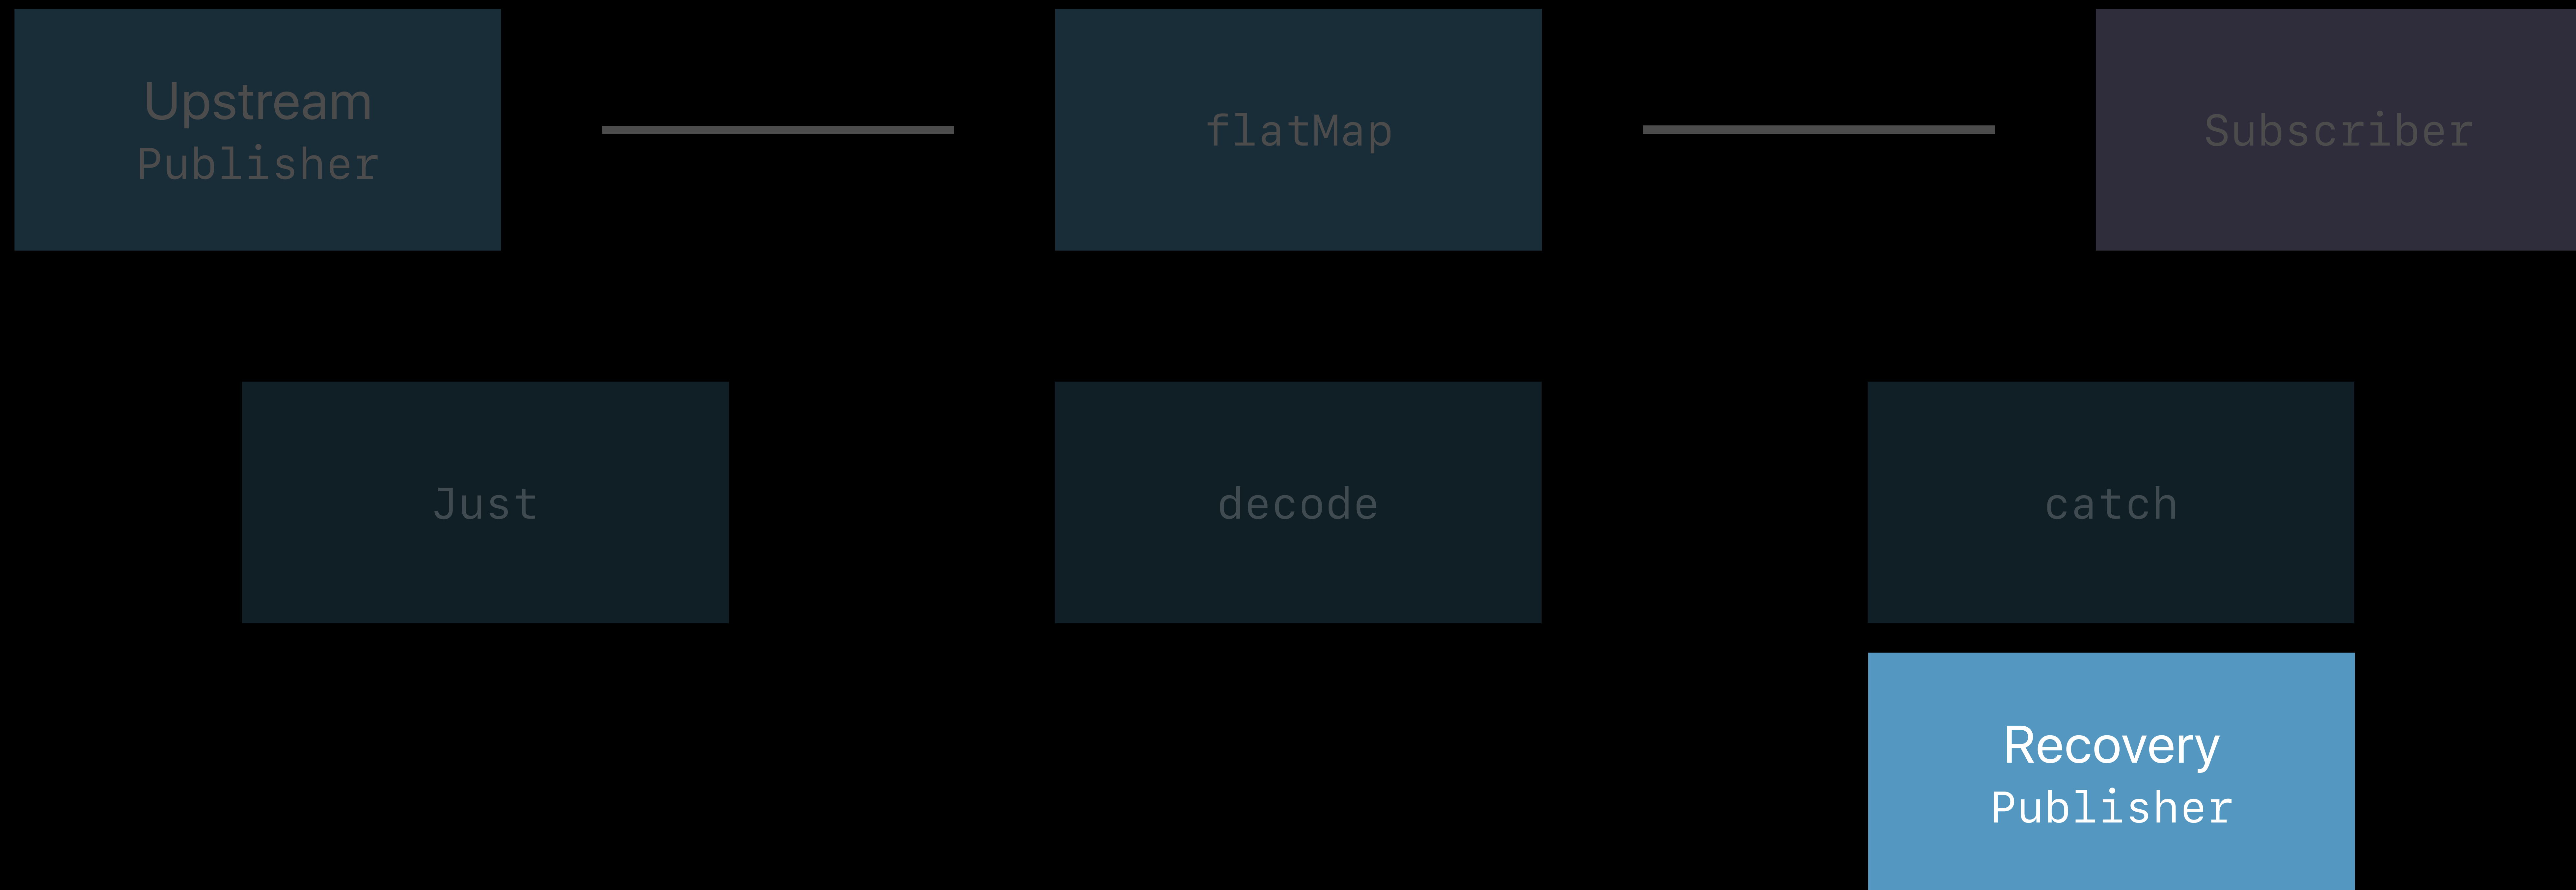 Upstream
Publisher
flatMap
Subscriber
Just
decode
catch
Recovery
Publisher